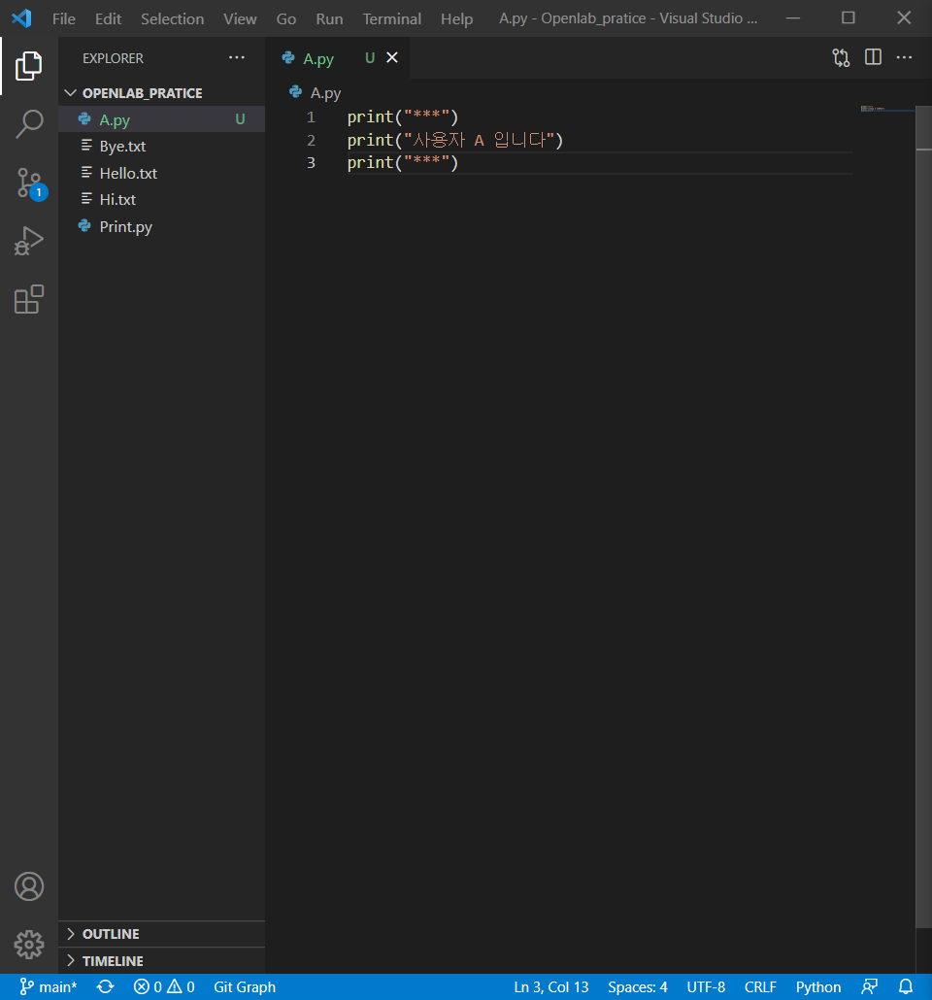 File Edit Selection View Go Run Terminal Help A.py - Openlab_pratice - Visual Studio ...
EXPLORER
OPENLAB_PRATICE
A.py U
Bye.txt
Hello.txt
Hi.txt
Print.py
1
OUTLINE
TIMELINE
A.py U
A.py
1 print("***")
2 print("사용자 A 입니다")
3 print("***")
main* 0 0 Git Graph Ln 3, Col 13 Spaces: 4 UTF-8 CRLF Python